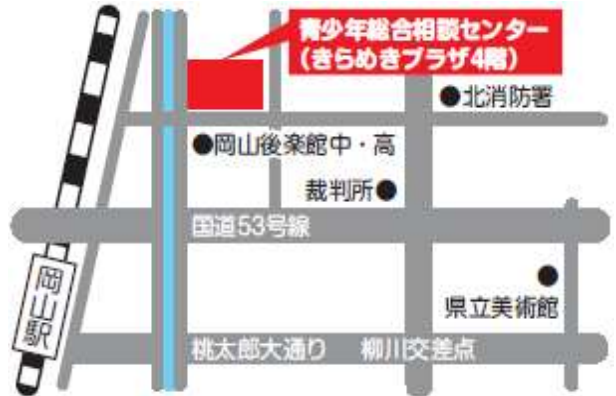 青少年総合相談センター
(きらめきプラザ4階)
●北消防署
●岡山後楽館中・高
裁判所●
国道53号線
岡山駅
●
県立美術館
桃太郎大通り 柳川交差点